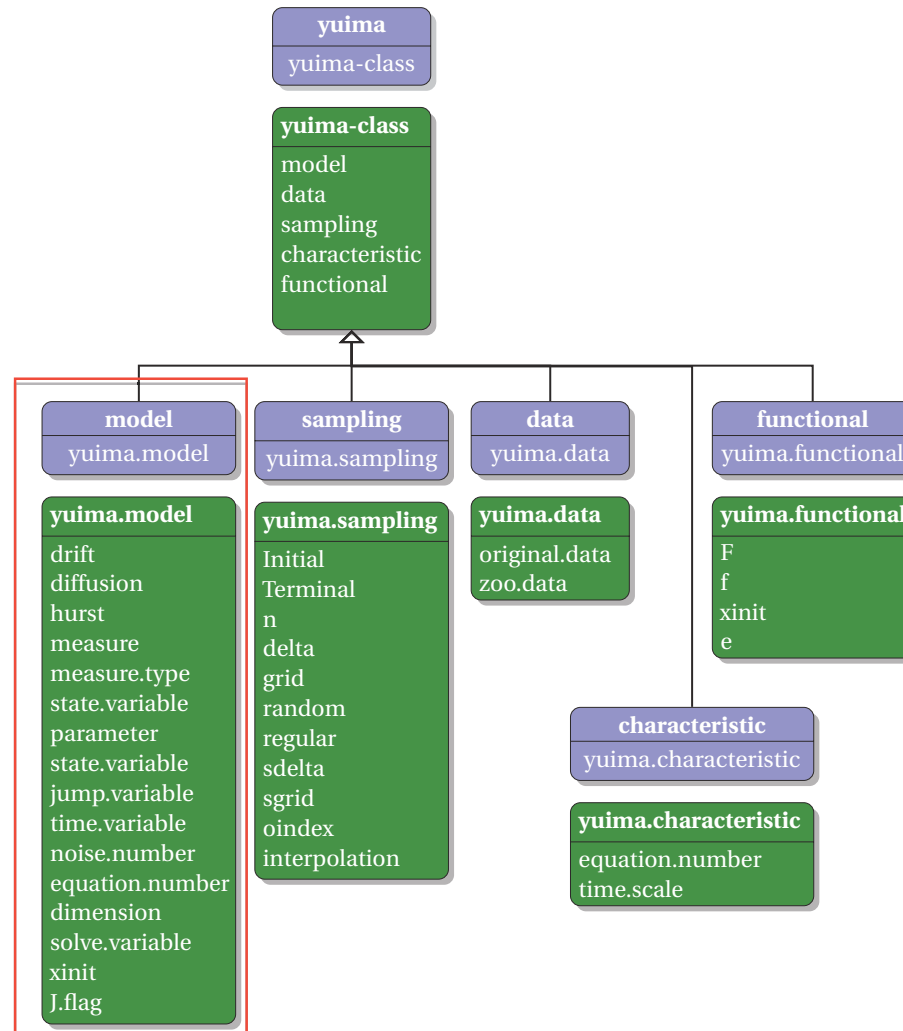 yuima
yuima-class
yuima-class
model
data
sampling
characteristic
functional
model
yuima.model
yuima.model
drift
diffusion
hurst
measure
measure.type
state.variable
parameter
state.variable
jump.variable
time.variable
noise.number
equation.number
dimension
solve.variable
xinit
J.flag
sampling
yuima.sampling
yuima.sampling
Initial
Terminal
n
delta
grid
random
regular
sdelta
sgrid
oindex
interpolation
data
yuima.data
yuima.data
original.data
zoo.data
characteristic
yuima.characteristic
yuima.characteristic
equation.number
time.scale
functional
yuima.functional
yuima.functional
F
f
xinit
e